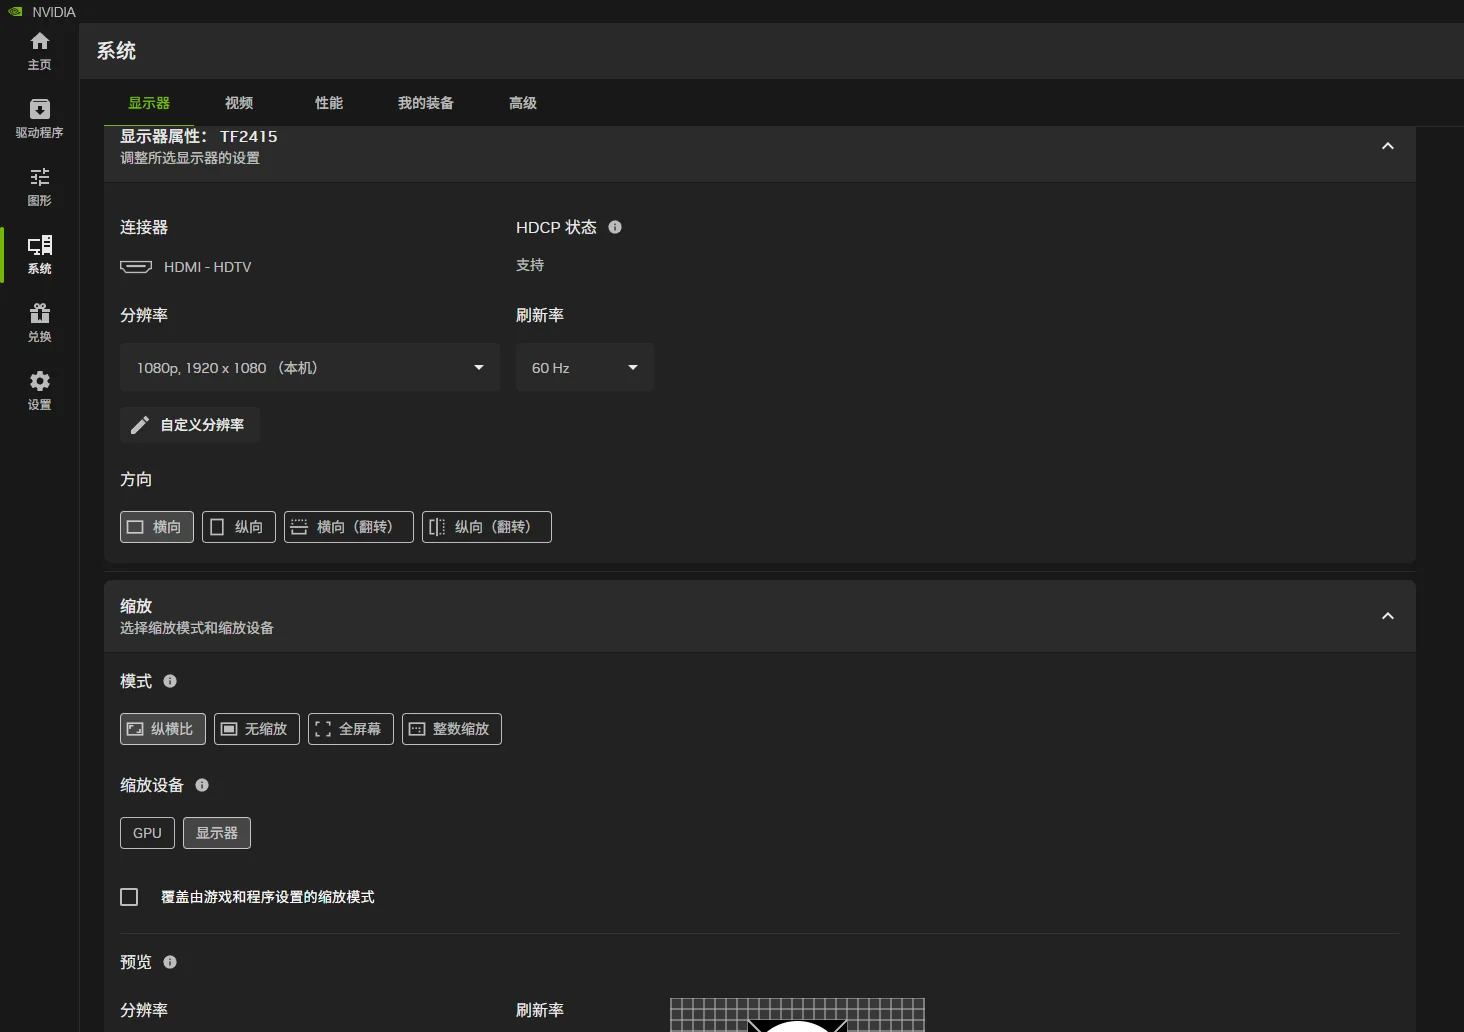 NVIDIA
主页
驱动程序
图形
系统
兑换
设置
系统
显示器 视频 性能 我的装备 高级
显示器属性： TF2415
调整所选显示器的设置
连接器 HDCP 状态
HDMI - HDTV 支持
分辨率 刷新率
1080p, 1920 x 1080 （本机） 60 Hz
自定义分辨率
方向
横向 纵向 横向（翻转） 纵向（翻转）
缩放
选择缩放模式和缩放设备
模式
纵横比 无缩放 全屏幕 整数缩放
缩放设备
GPU 显示器
覆盖由游戏和程序设置的缩放模式
预览
分辨率 刷新率